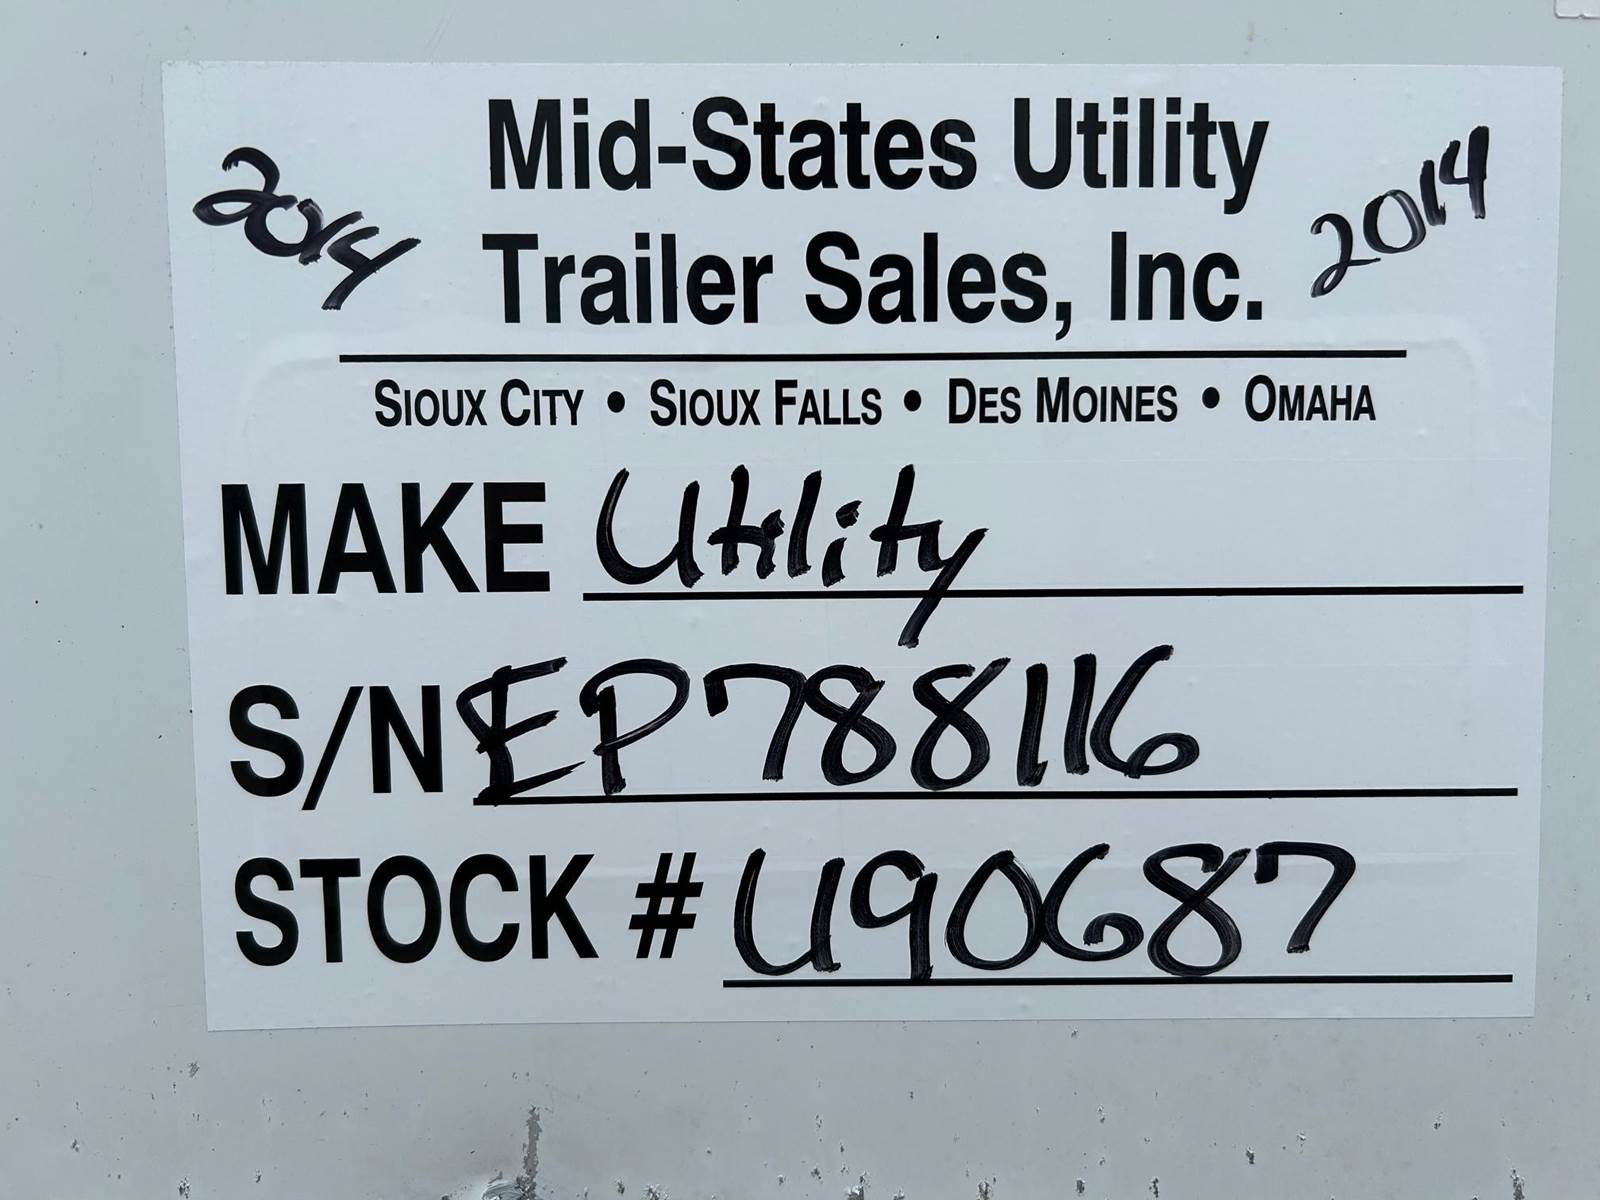 Mid-States Utility
Trailer Sales, Inc.
2014
2014
SIOUX CITY • SIOUX FALLS • DES MOINES • OMAHA
MAKE Utility
S/N EP788116
STOCK # U90687